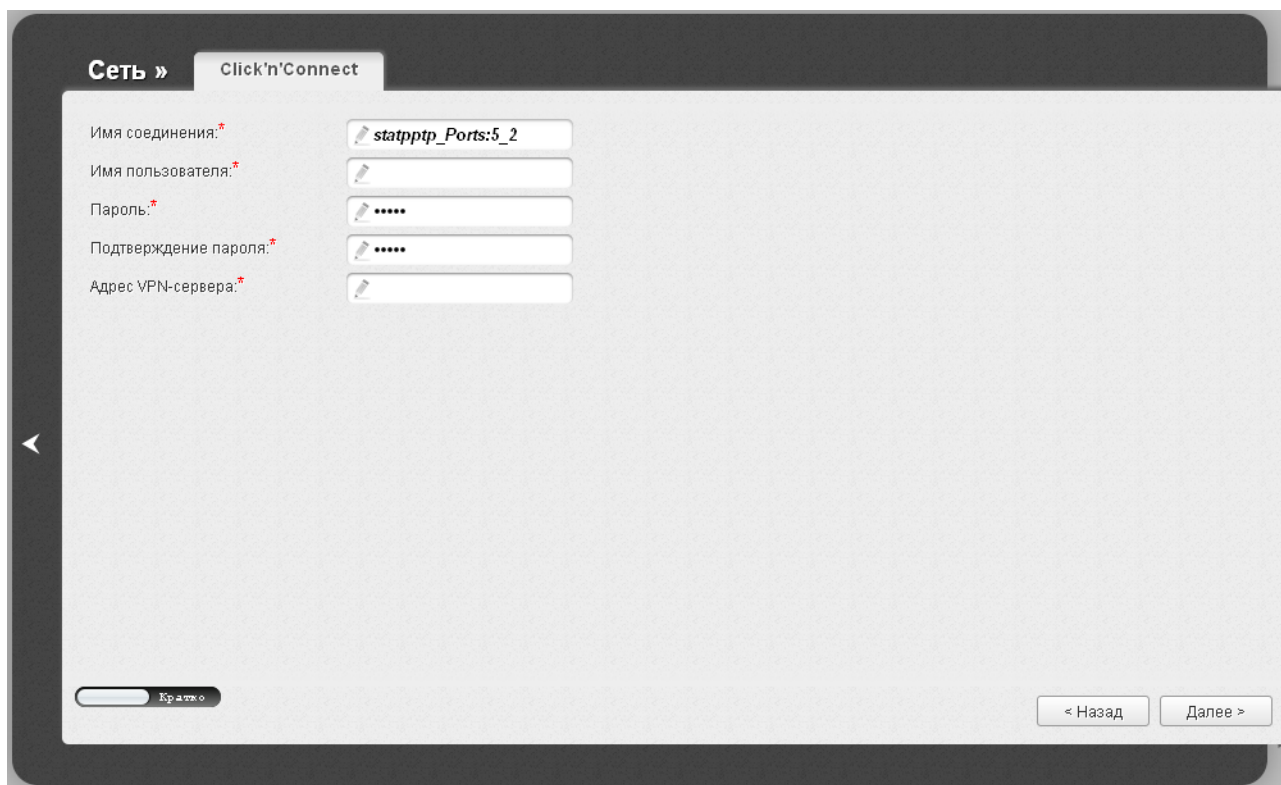 Сеть »
Click'n'Connect
Имя соединения:*
statpptp_Ports:5_2
Имя пользователя:*
Пароль:*
•••••
Подтверждение пароля:*
•••••
Адрес VPN-сервера:*
Кратко
< Назад
Далее >